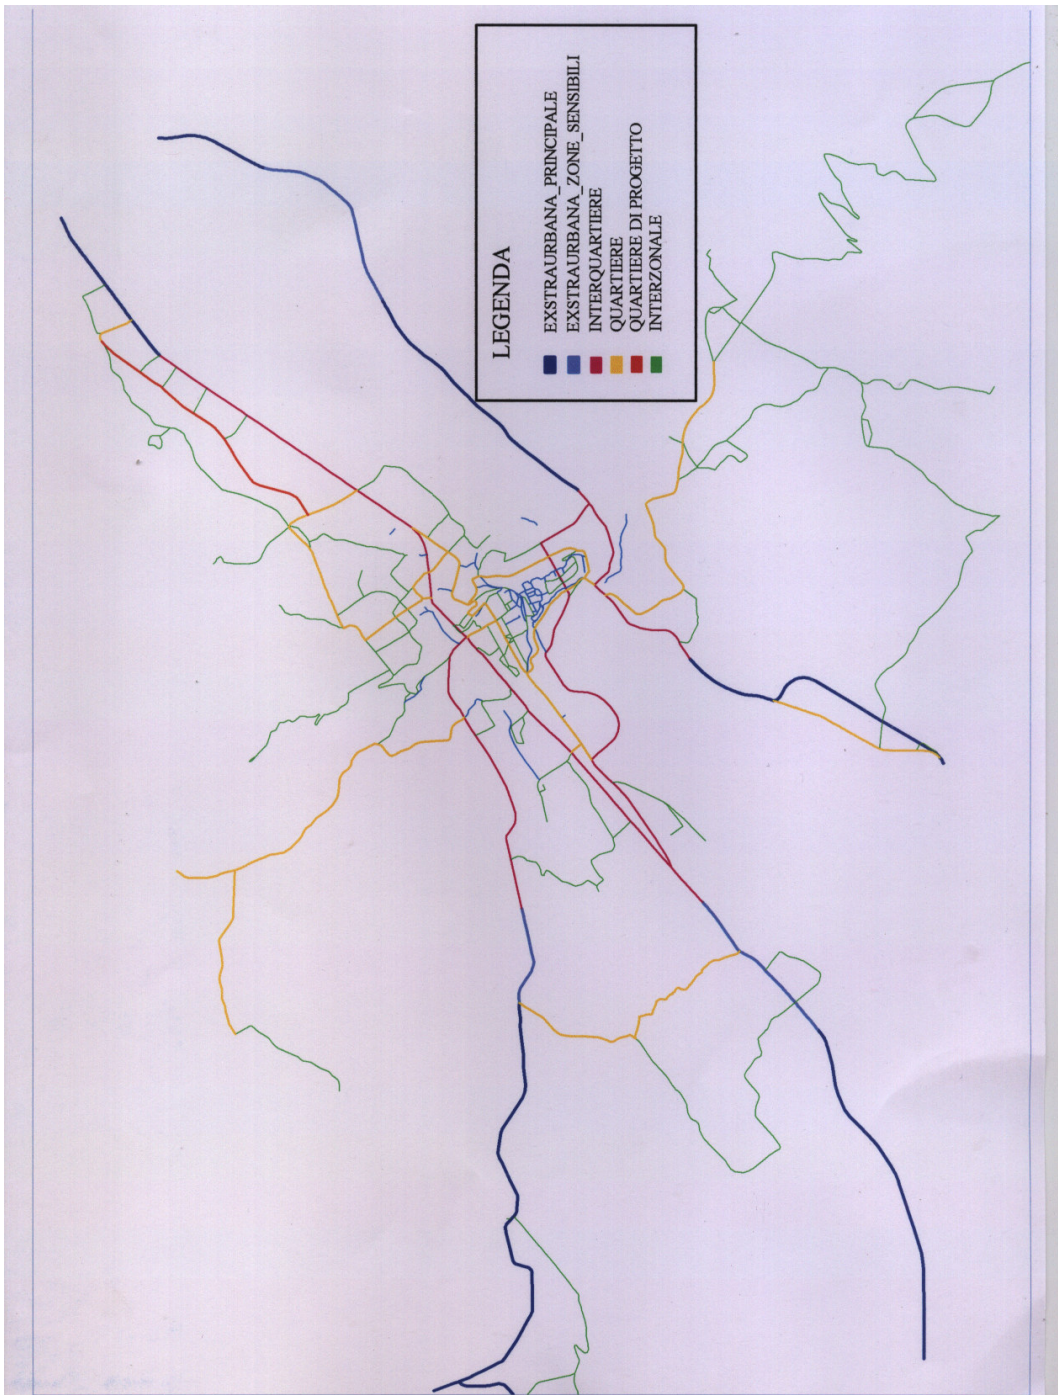 LEGENDA
EXSTRAURBANA_PRINCIPALE
EXSTRAURBANA_ZONE_SENSIBILI
INTERQUARTIERE
QUARTIERE
QUARTIERE DI PROGETTO
INTERZONALE